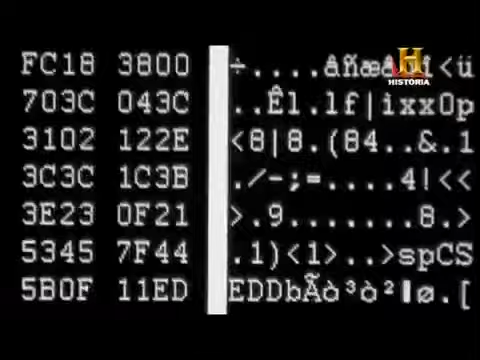 FC18 3800 ÷....âñæâ.í<ü
HISTORIA
703C 043C ..Êl.lf|ixxOp
3102 122E <8|8.(84..&.1
3C3C 1C3B ./-;=....4!<<
3E23 0F21 >.9.......8.>
5345 7F44 .1)<1>..>spCS
5B0F 11ED EDDbÃò³ò²▮ø.[